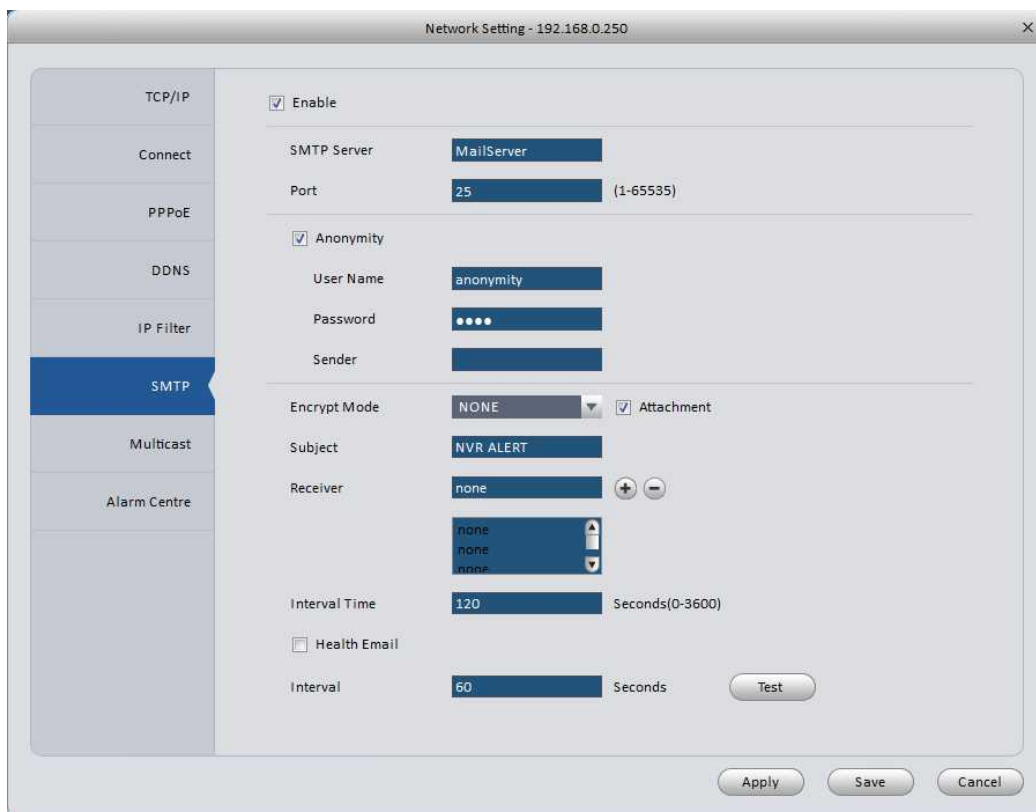 Network Setting - 192.168.0.250
TCP/IP
Connect
PPPoE
DDNS
IP Filter
SMTP
Multicast
Alarm Centre
Enable
SMTP Server MailServer
Port 25 (1-65535)
Anonymity
User Name anonymity
Password ●●●●
Sender
Encrypt Mode NONE Attachment
Subject NVR ALERT
Receiver none
none
none
none
Interval Time 120 Seconds(0-3600)
Health Email
Interval 60 Seconds Test
Apply Save Cancel